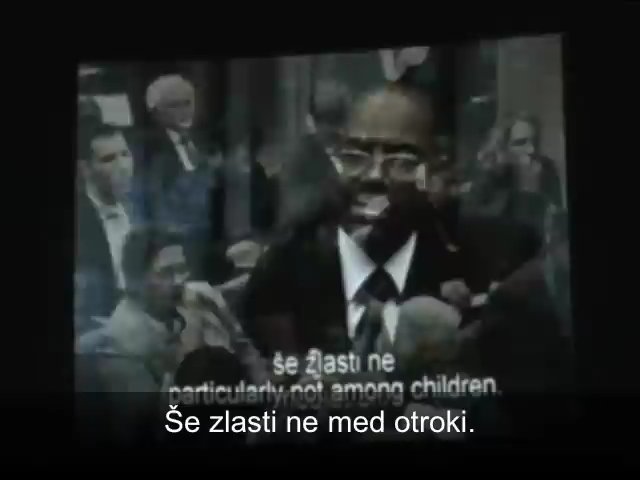 še zlasti ne
particularly not among children.
Še zlasti ne med otroki.